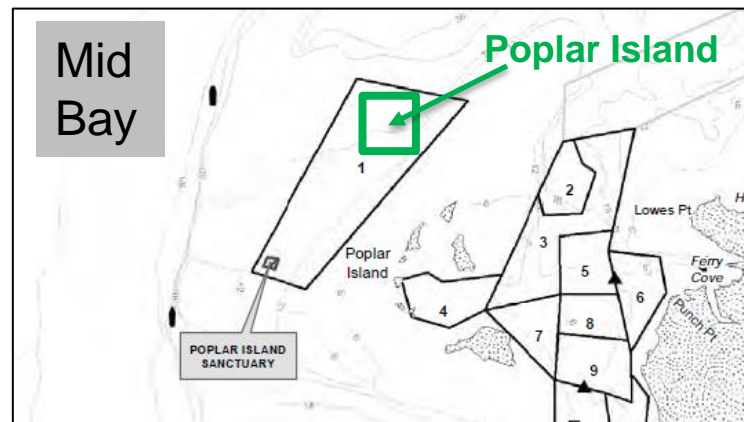 Mid
Bay
Poplar Island
1
2
3
Lowes Pt
H
Poplar
Island
5
Ferry
Cove
6
4
Punch Pt
7
8
9
POPLAR ISLAND
SANCTUARY